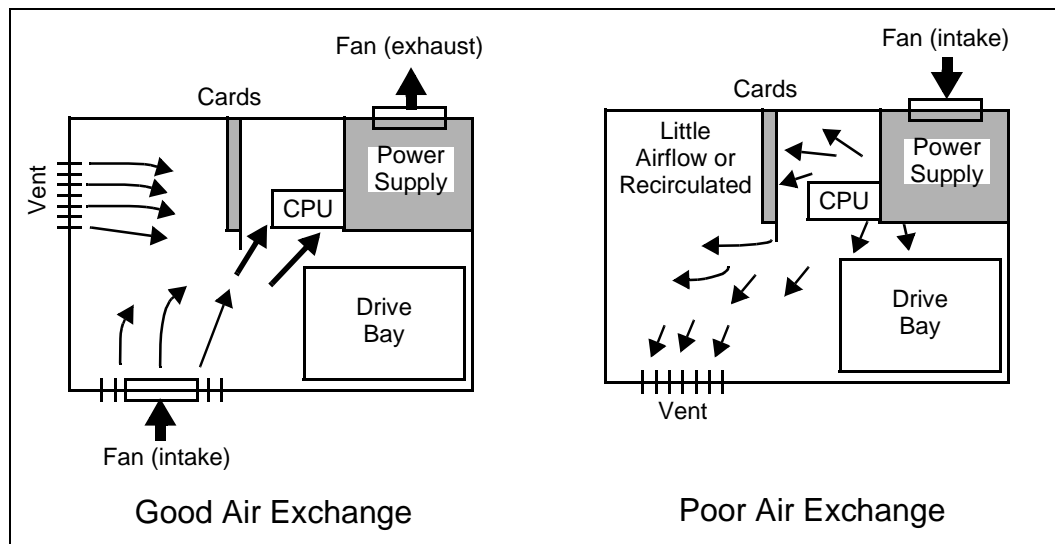 Fan (exhaust)
Cards
Vent
Power
Supply
CPU
Drive
Bay
Fan (intake)
Good Air Exchange
Fan (intake)
Cards
Little
Airflow or
Recirculated
Power
Supply
CPU
Drive
Bay
Vent
Poor Air Exchange